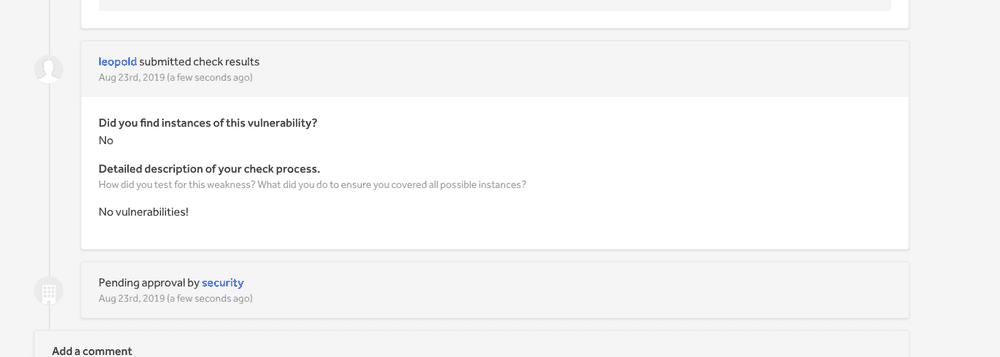 leopold submitted check results
Aug 23rd, 2019 (a few seconds ago)
Did you find instances of this vulnerability?
No
Detailed description of your check process.
How did you test for this weakness? What did you do to ensure you covered all possible instances?
No vulnerabilities!
Pending approval by security
Aug 23rd, 2019 (a few seconds ago)
Add a comment